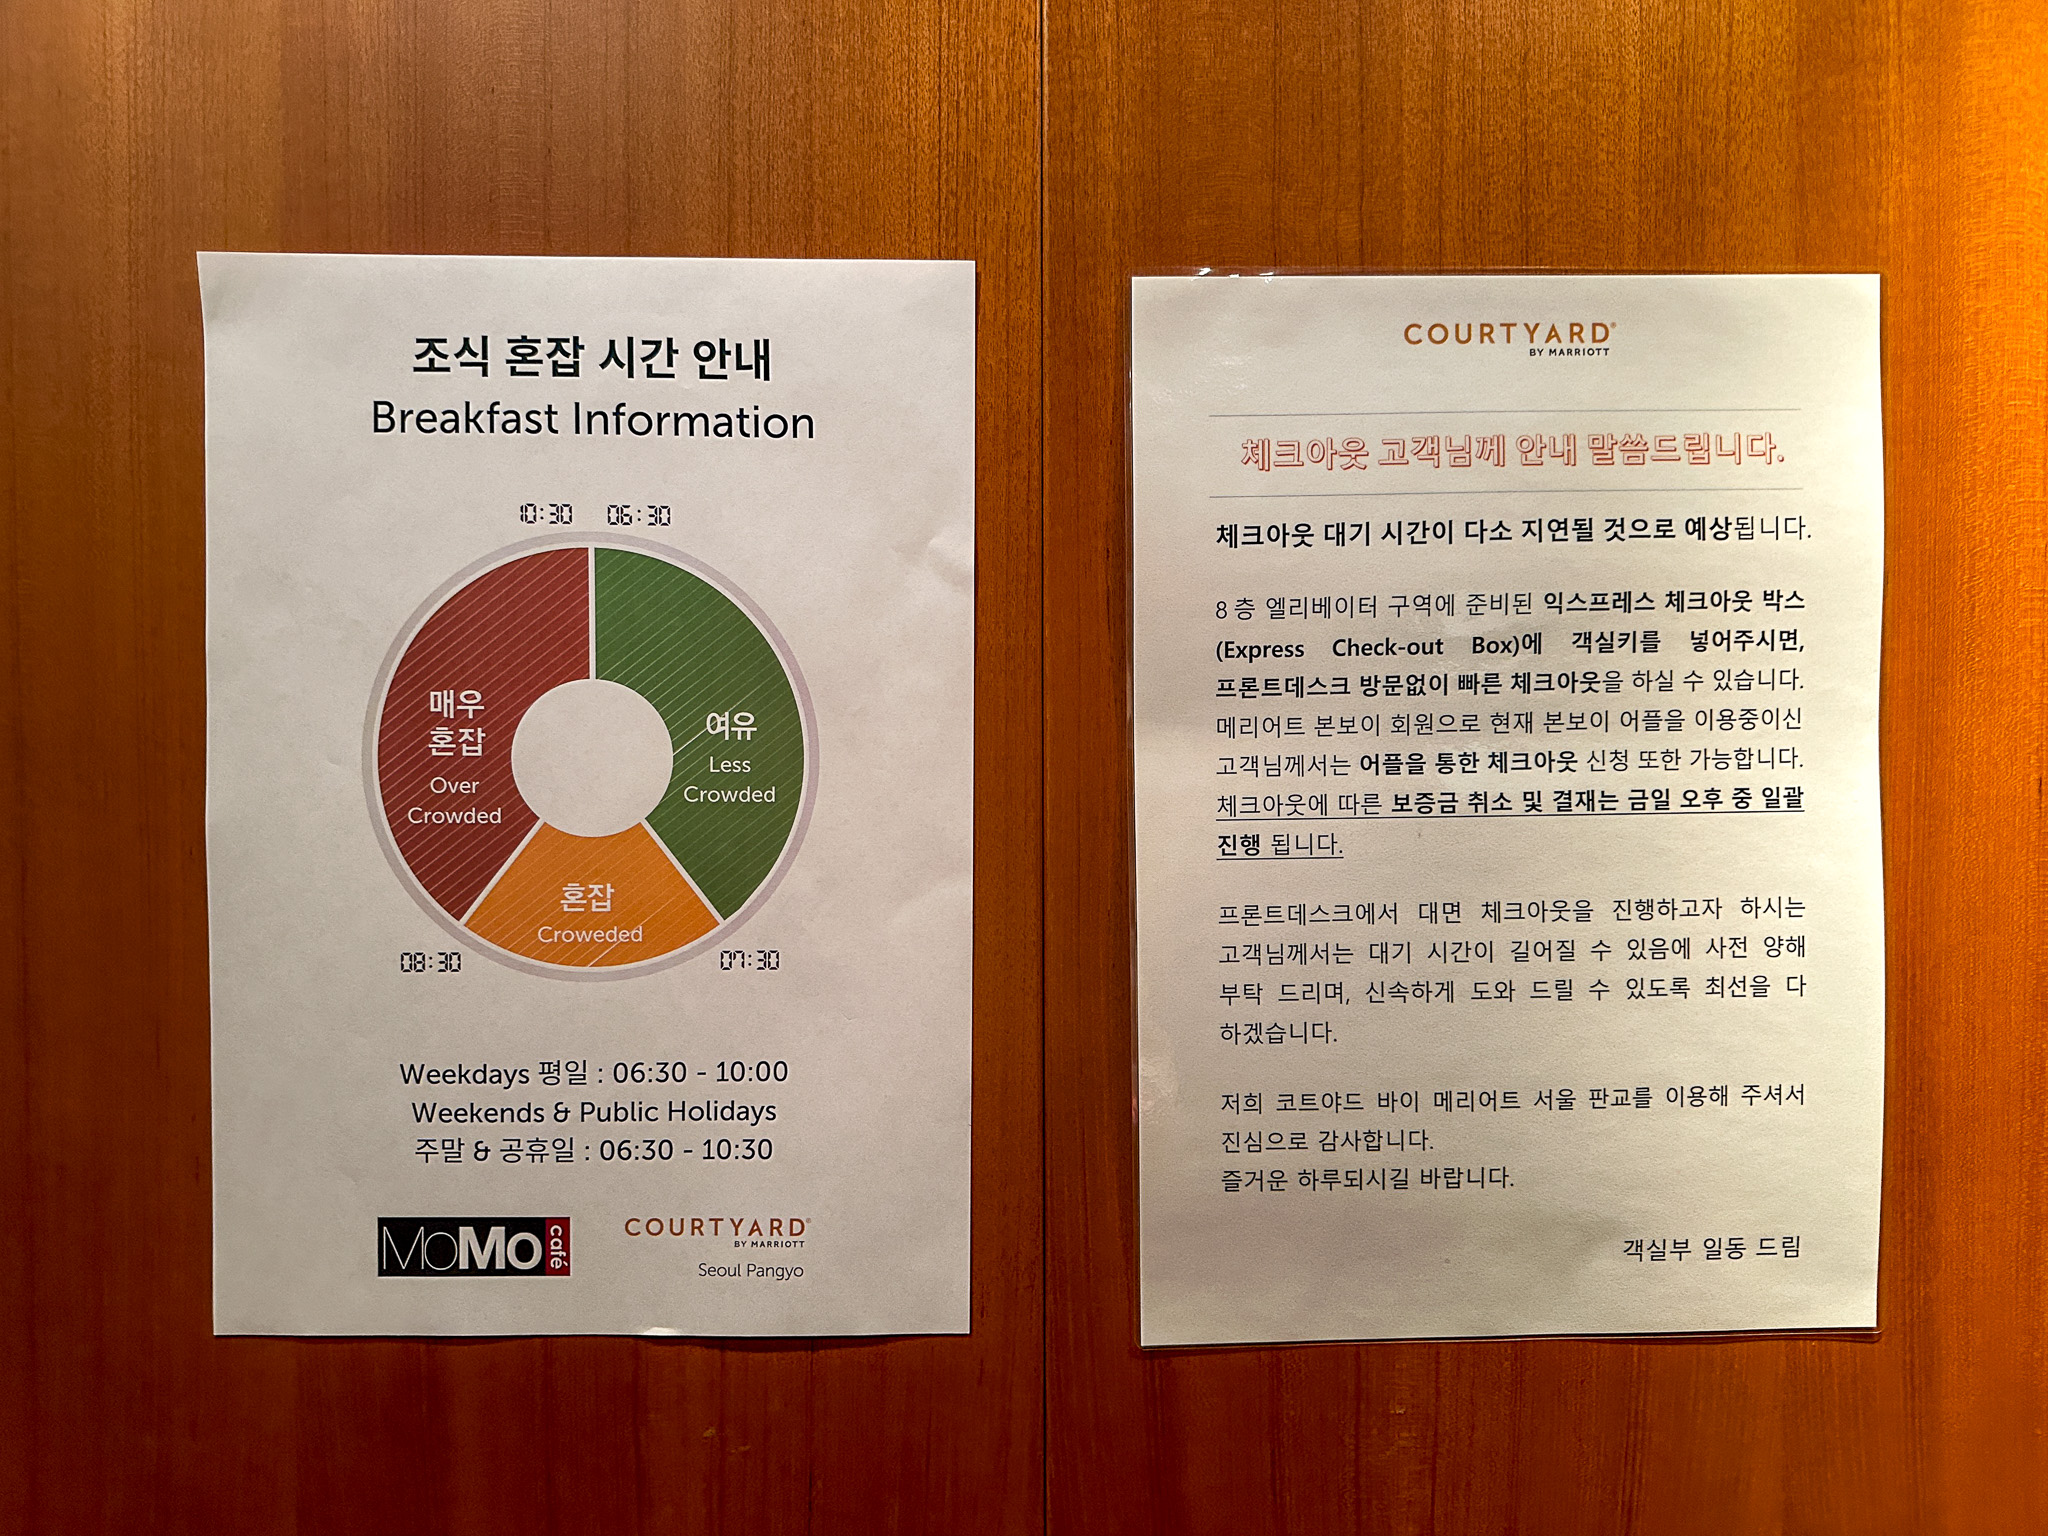 조식 혼잡 시간 안내
Breakfast Information
10:30 06:30
매우
혼잡
Over
Crowded
여유
Less
Crowded
혼잡
Croweded
08:30
07:30
Weekdays 평일 : 06:30 - 10:00
Weekends & Public Holidays
주말 & 공휴일 : 06:30 - 10:30
MoMo café
COURTYARD®
BY MARRIOTT
Seoul Pangyo
COURTYARD®
BY MARRIOTT
체크아웃 고객님께 안내 말씀드립니다.
체크아웃 대기 시간이 다소 지연될 것으로 예상됩니다.
8층 엘리베이터 구역에 준비된 익스프레스 체크아웃 박스
(Express Check-out Box)에 객실키를 넣어주시면,
프론트데스크 방문없이 빠른 체크아웃을 하실 수 있습니다.
메리어트 본보이 회원으로 현재 본보이 어플을 이용중이신
고객님께서는 어플을 통한 체크아웃 신청 또한 가능합니다.
체크아웃에 따른 보증금 취소 및 결재는 금일 오후 중 일괄
진행 됩니다.
프론트데스크에서 대면 체크아웃을 진행하고자 하시는
고객님께서는 대기 시간이 길어질 수 있음에 사전 양해
부탁 드리며, 신속하게 도와 드릴 수 있도록 최선을 다
하겠습니다.
저희 코트야드 바이 메리어트 서울 판교를 이용해 주셔서
진심으로 감사합니다.
즐거운 하루되시길 바랍니다.
객실부 일동 드림